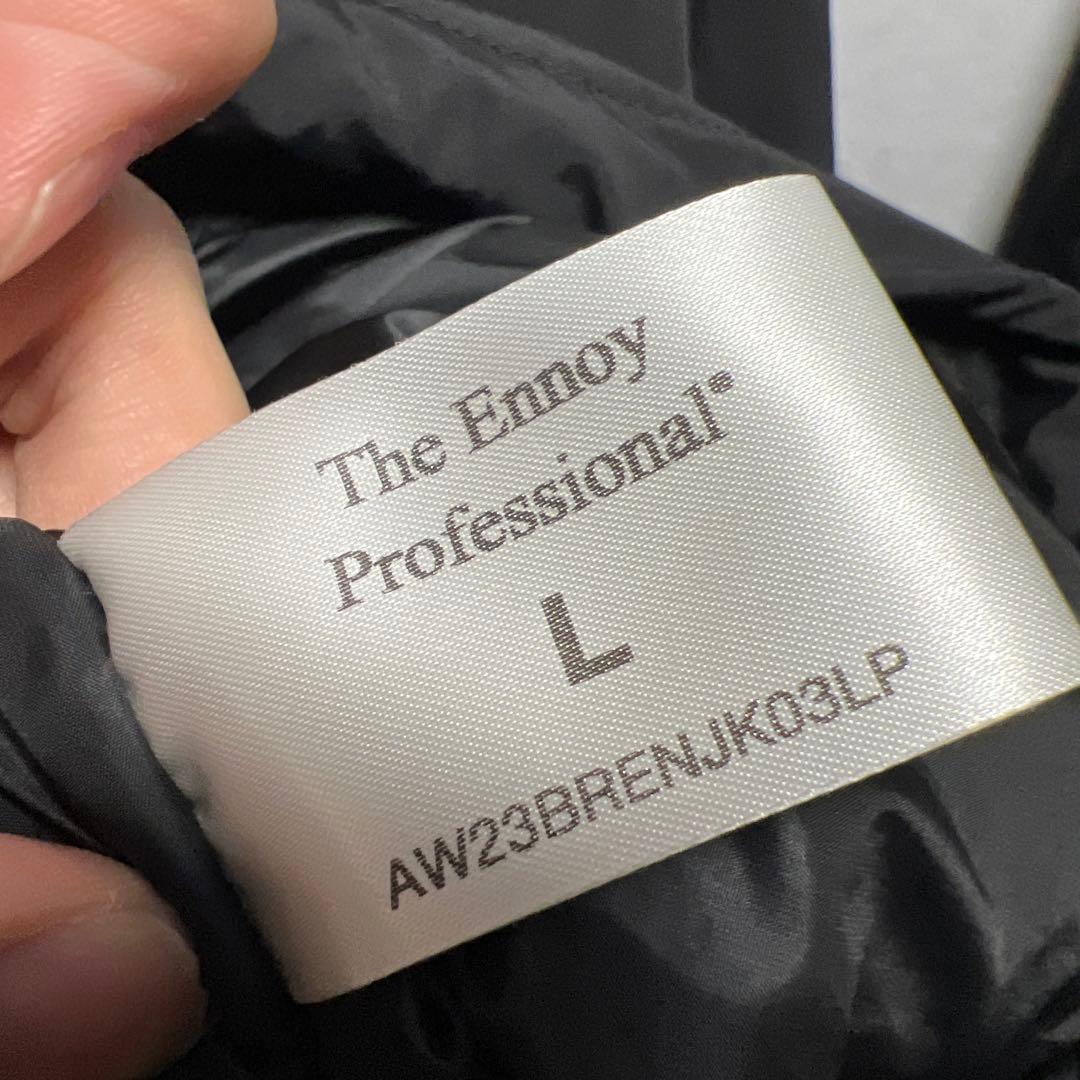 The Ennoy
Professional®
L
AW23BRENJK03LP